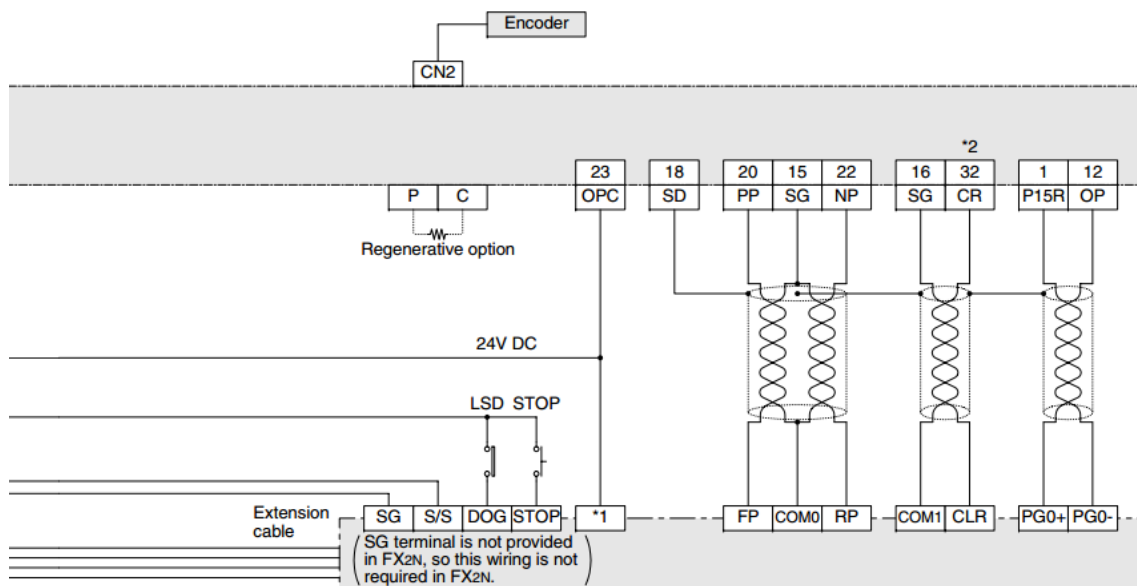 Encoder
CN2
*2
23 18 20 15 22 16 32 1 12
P C OPC SD PP SG NP SG CR P15R OP
Regenerative option
24V DC
LSD STOP
Extension
cable
SG S/S DOG STOP *1 FP COM0 RP COM1 CLR PG0+ PG0-
(SG terminal is not provided
in FX2N, so this wiring is not
required in FX2N.)